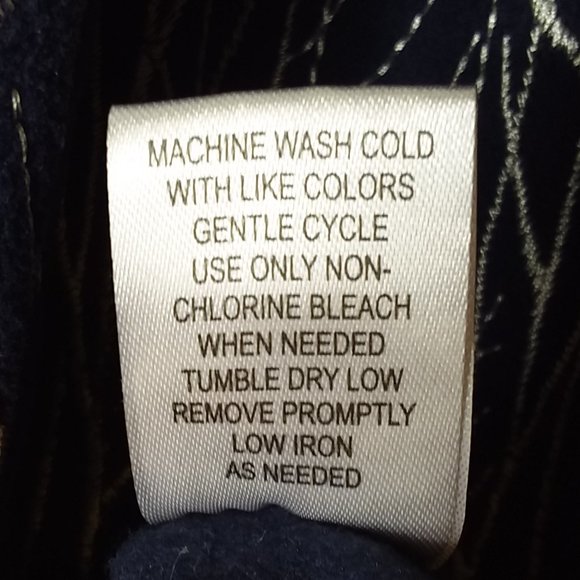 MACHINE WASH COLD
WITH LIKE COLORS
GENTLE CYCLE
USE ONLY NON-
CHLORINE BLEACH
WHEN NEEDED
TUMBLE DRY LOW
REMOVE PROMPTLY
LOW IRON
AS NEEDED